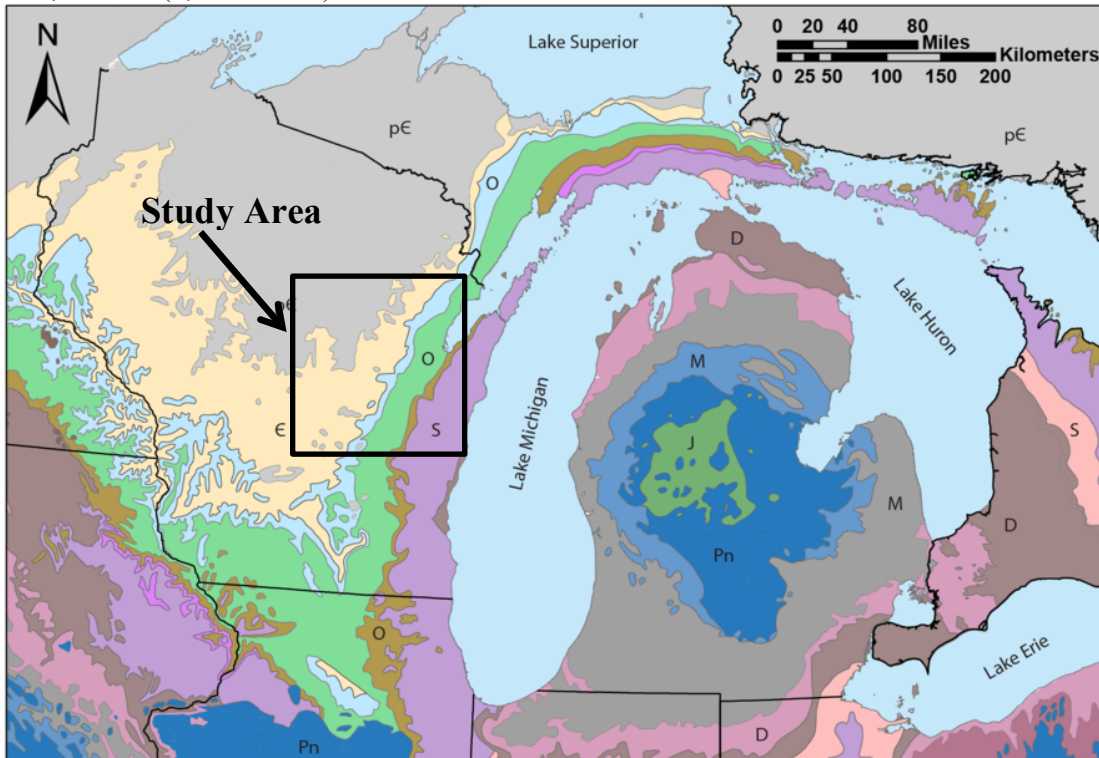 N
Lake Superior
0 20 40 80
Miles
Kilometers
0 25 50 100 150 200
pЄ
pЄ
O
Study Area
D
pЄ
Lake Huron
O
M
Є
S
Lake Michigan
J
S
M
Pn
D
O
Lake Erie
Pn
D